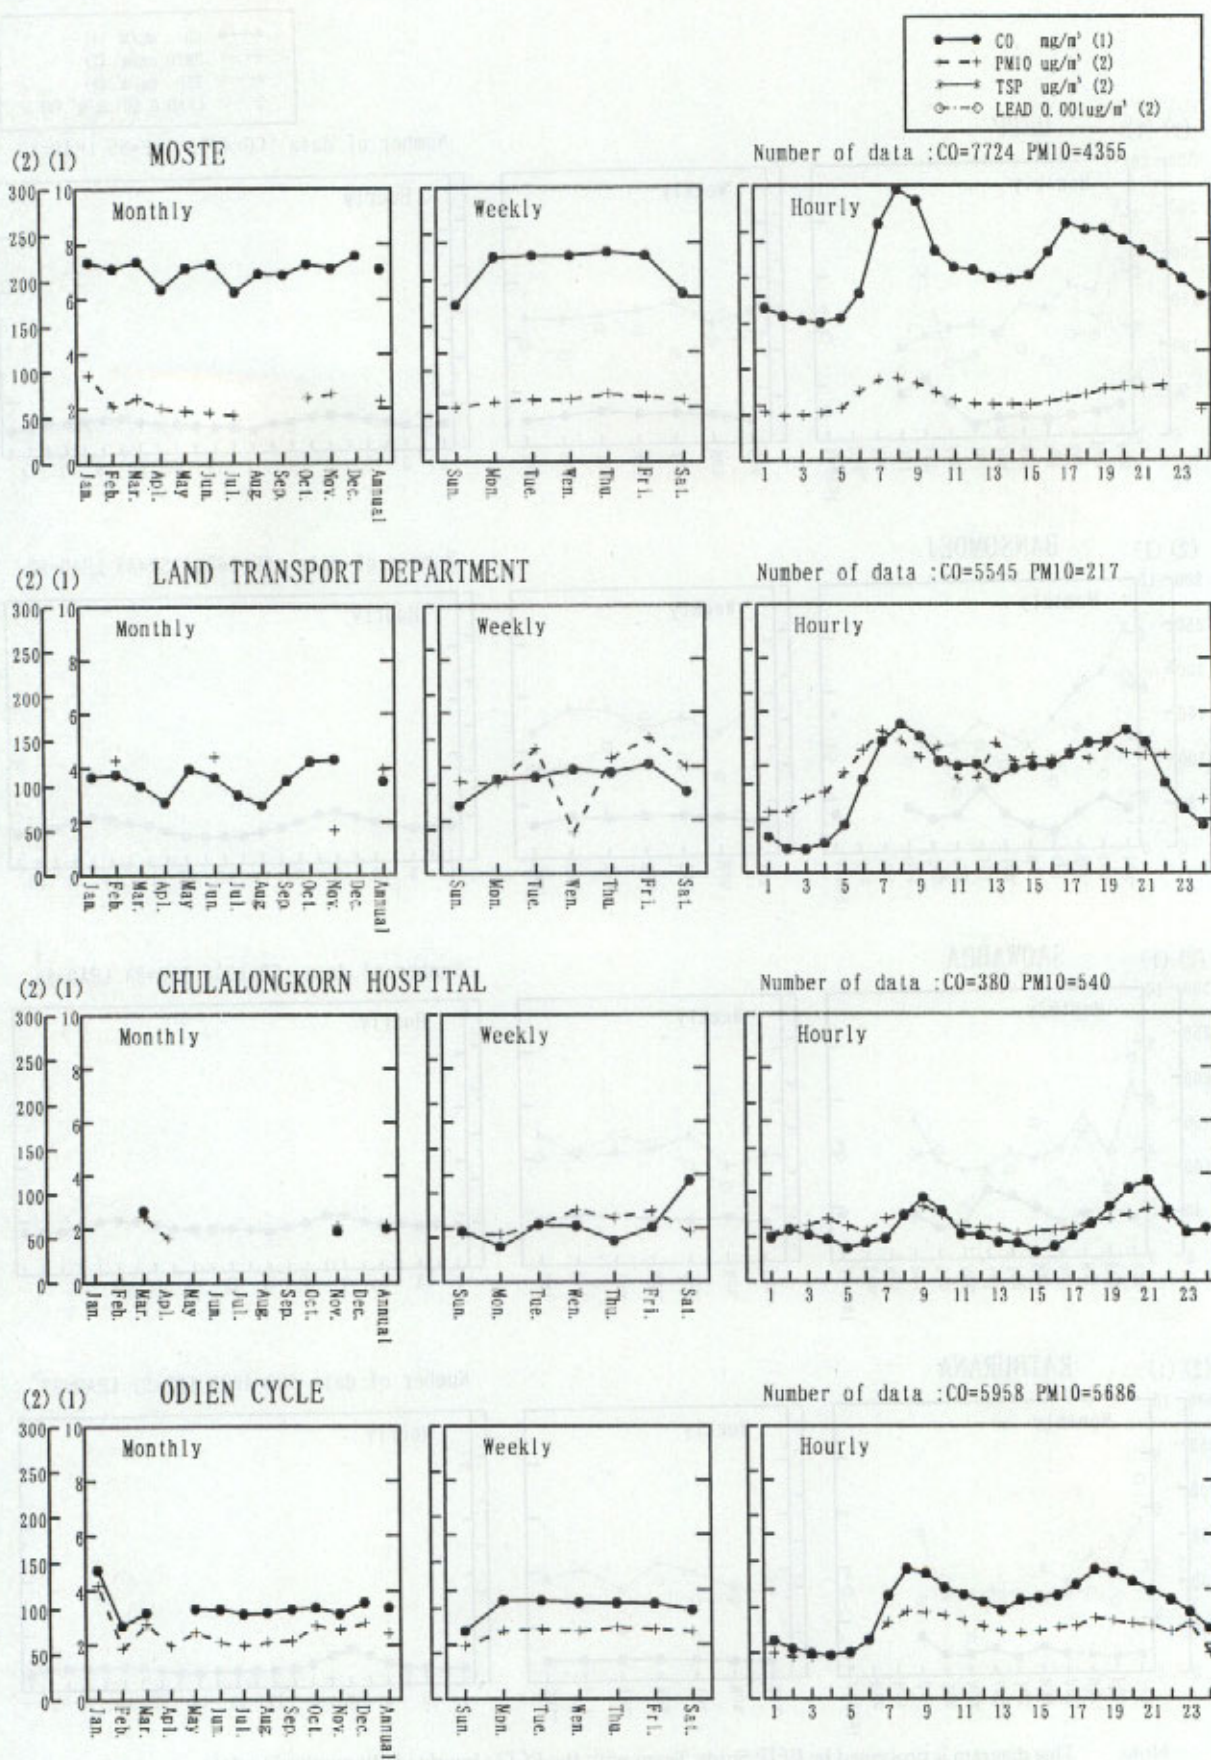 CO mg/m³ (1)
PM10 ug/m³ (2)
TSP ug/m³ (2)
LEAD 0.001ug/m³ (2)
(2) (1) MOSTE Number of data :CO=7724 PM10=4355
Monthly Weekly Hourly
300 250 200 150 100 50 0
10 8 6 4 2 0
Jan. Feb. Mar. Apl. May Jun. Jul. Aug. Sep. Oct. Nov. Dec. Annual
Sun. Mon. Tue. Wen. Thu. Fri. Sat.
1 3 5 7 9 11 13 15 17 19 21 23
(2) (1) LAND TRANSPORT DEPARTMENT Number of data :CO=5545 PM10=217
Monthly Weekly Hourly
300 250 200 150 100 50 0
10 8 6 4 2 0
Jan. Feb. Mar. Apl. May Jun. Jul. Aug. Sep. Oct. Nov. Dec. Annual
Sun. Mon. Tue. Wen. Thu. Fri. Sat.
1 3 5 7 9 11 13 15 17 19 21 23
(2) (1) CHULALONGKORN HOSPITAL Number of data :CO=380 PM10=540
Monthly Weekly Hourly
300 250 200 150 100 50 0
10 8 6 4 2 0
Jan. Feb. Mar. Apl. May Jum. Jul. Aug. Sep. Oct. Nov. Dec. Annual
Sun. Mon. Tue. Wen. Thu. Fri. Sat.
1 3 5 7 9 11 13 15 17 19 21 23
(2) (1) ODIEN CYCLE Number of data :CO=5958 PM10=5686
Monthly Weekly Hourly
300 250 200 150 100 50 0
10 8 6 4 2 0
Jan. Feb. Mar. Apl. May Jun. Jul. Aug. Sep. Oct. Nov. Dec. Annual
Sun. Mon. Tue. Wen. Thu. Fri. Sat.
1 3 5 7 9 11 13 15 17 19 21 23